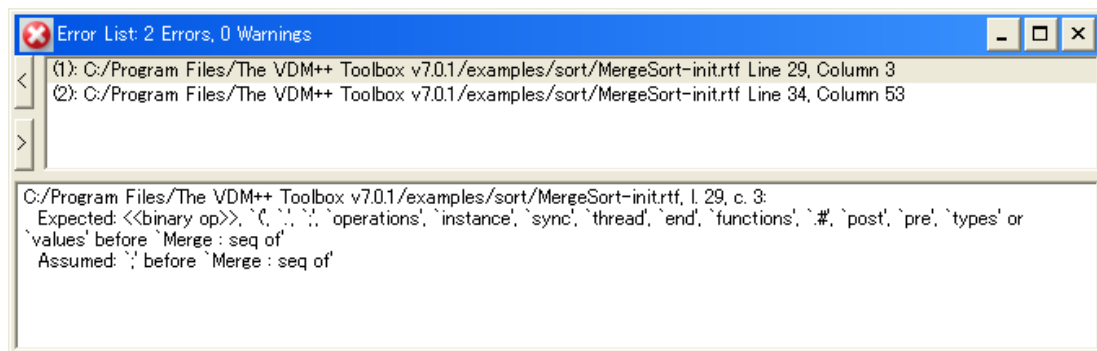 Error List: 2 Errors, 0 Warnings
(1): C:/Program Files/The VDM++ Toolbox v7.0.1/examples/sort/MergeSort-init.rtf Line 29, Column 3
(2): C:/Program Files/The VDM++ Toolbox v7.0.1/examples/sort/MergeSort-init.rtf Line 34, Column 53
C:/Program Files/The VDM++ Toolbox v7.0.1/examples/sort/MergeSort-init.rtf, l. 29, c. 3:
Expected: <<binary op>>, `(', `.', `;', `operations', `instance', `sync', `thread', `end', `functions', `.#', `post', `pre', `types' or
`values' before `Merge : seq of'
Assumed: `;' before `Merge : seq of'